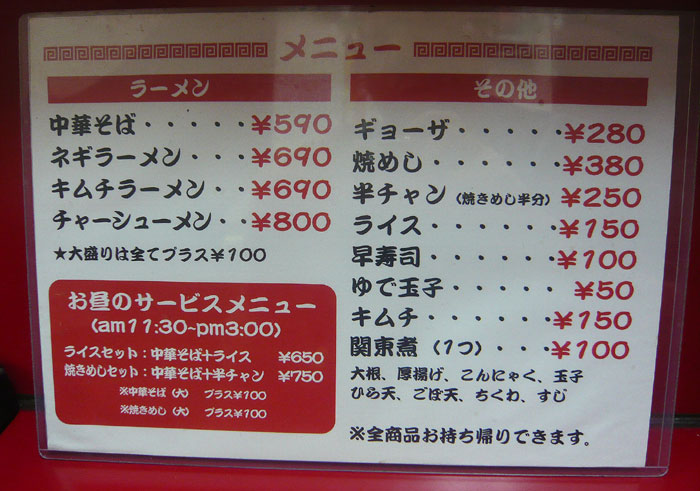 メニュー
ラーメン
中華そば・・・・・¥590
ネギラーメン・・・¥690
キムチラーメン・・¥690
チャーシューメン・・¥800
★大盛りは全てプラス¥100
お昼のサービスメニュー
(am11:30~pm3:00)
ライスセット:中華そば+ライス ¥650
焼きめしセット:中華そば+半チャン ¥750
※中華そば(大) プラス¥100
※焼きめし(大) プラス¥100
その他
ギョーザ・・・・・¥280
焼めし・・・・・・¥380
半チャン(焼きめし半分)¥250
ライス・・・・・・¥150
早寿司・・・・・¥100
ゆで玉子・・・・・ ¥50
キムチ・・・・・¥150
関東煮(1つ)・・・¥100
大根、厚揚げ、こんにゃく、玉子
ひら天、ごぼ天、ちくわ、すじ
※全商品お持ち帰りできます。